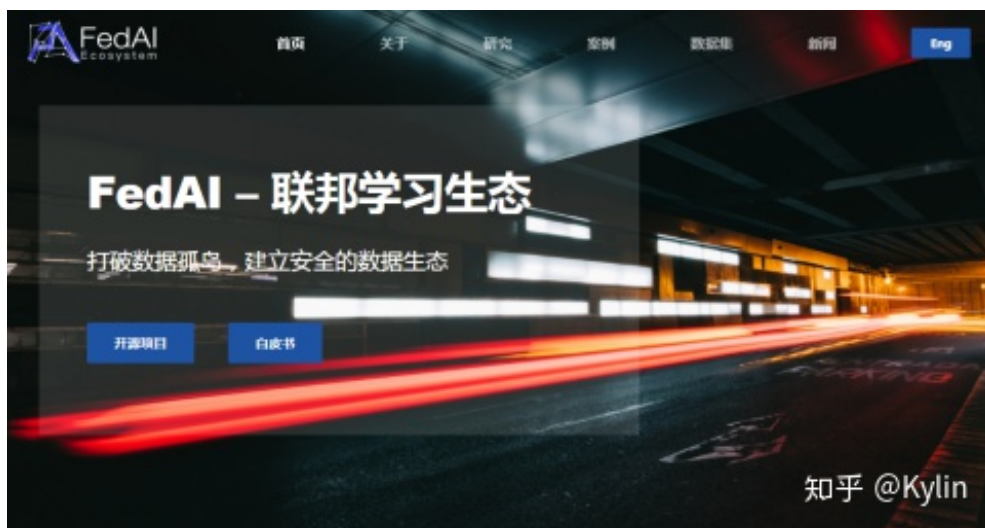 FedAI
Ecosystem
首页 关于 研究 案例 数据集 新闻 Eng
FedAI – 联邦学习生态
打破数据孤岛，建立安全的数据生态
开源项目 白皮书
知乎 @Kylin